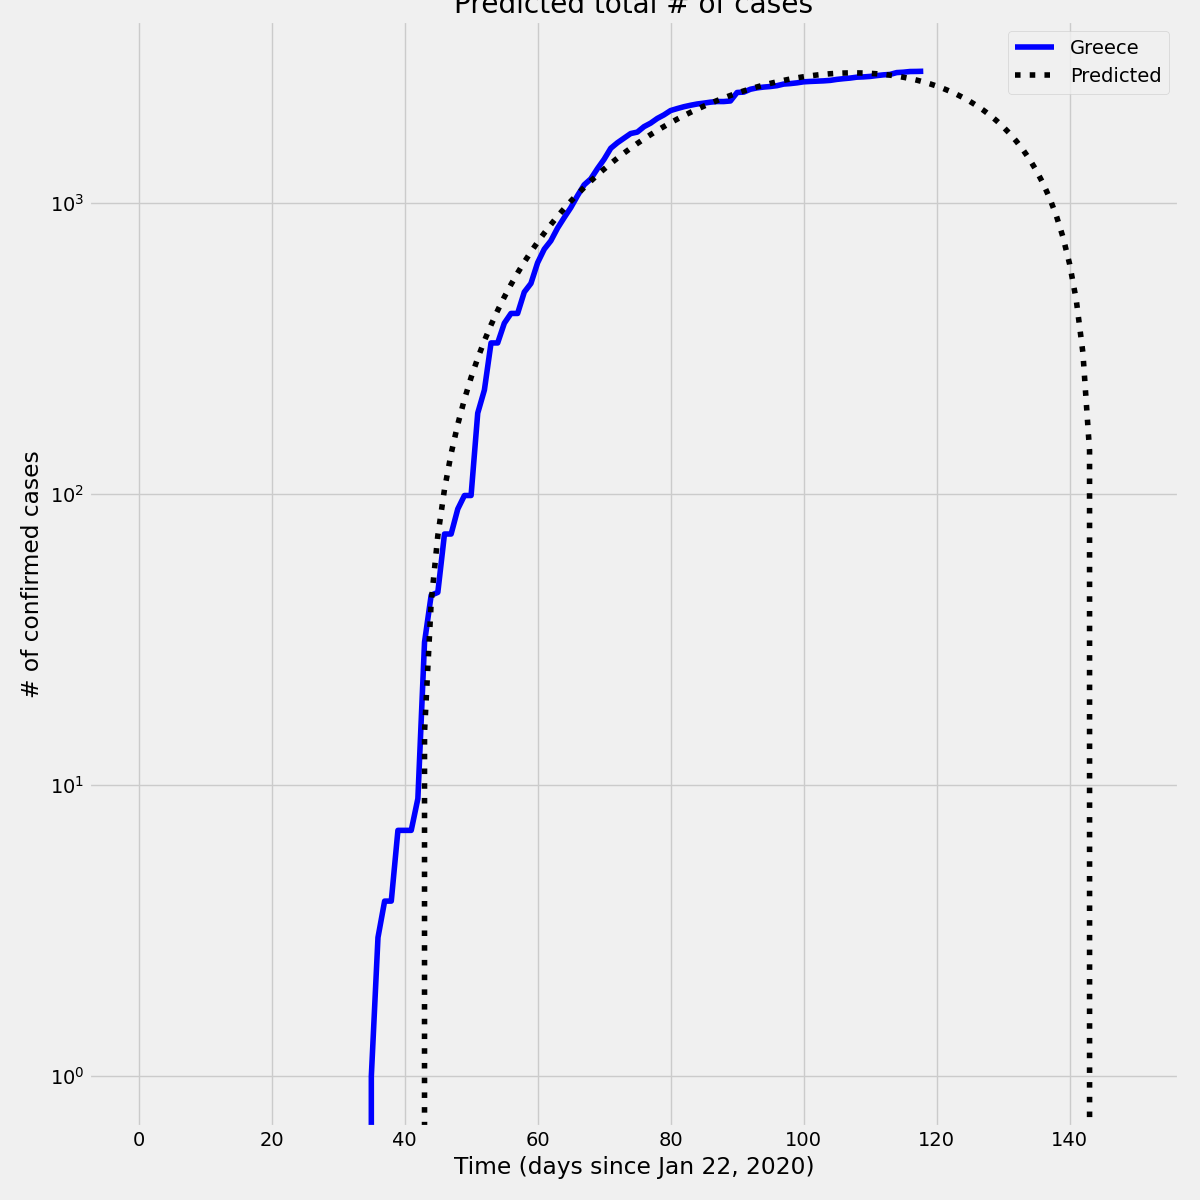 Predicted total # of cases
Greece
Predicted
# of confirmed cases
10³
10²
10¹
10⁰
0 20 40 60 80 100 120 140
Time (days since Jan 22, 2020)